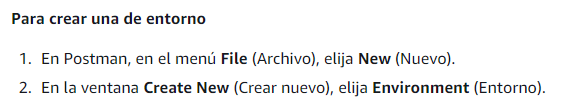 Para crear una de entorno
1. En Postman, en el menú File (Archivo), elija New (Nuevo).
2. En la ventana Create New (Crear nuevo), elija Environment (Entorno).